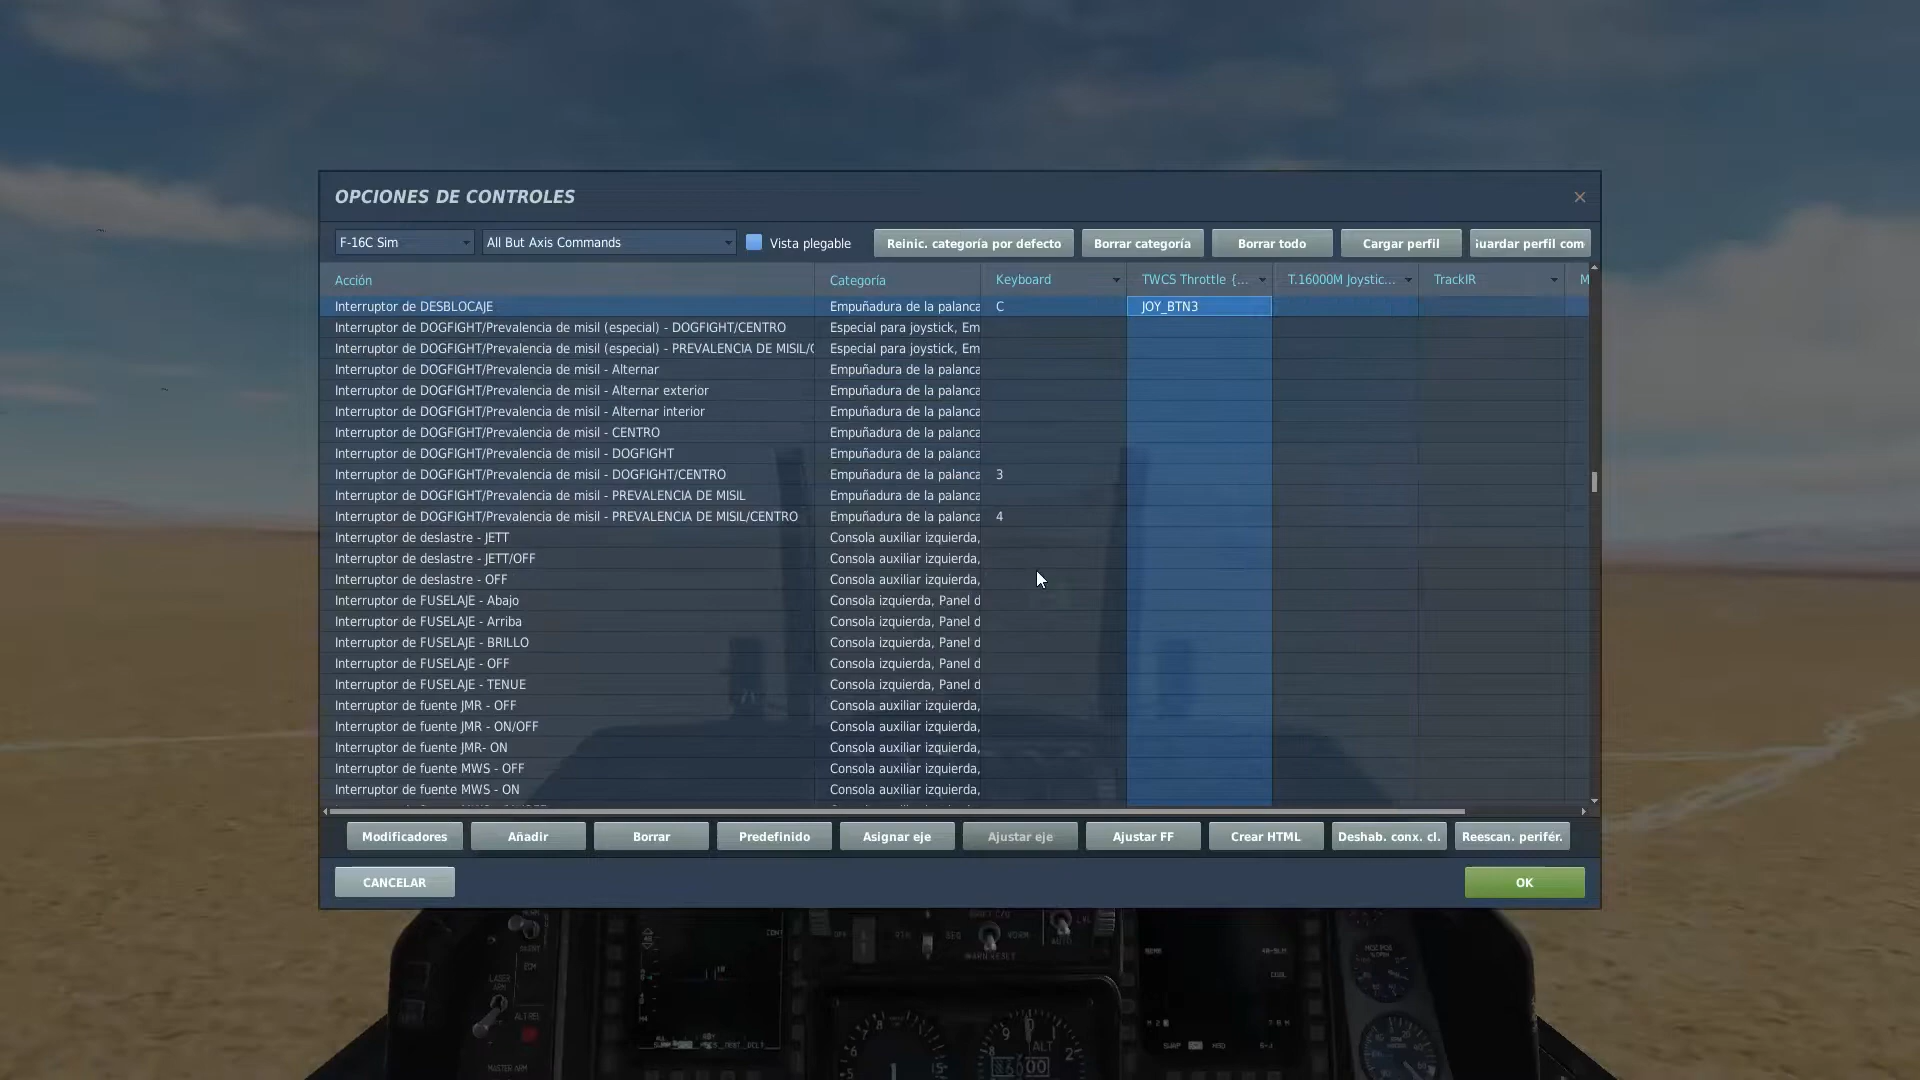 OPCIONES DE CONTROLES
F-16C Sim All But Axis Commands Vista plegable Reinic. categoría por defecto Borrar categoría Borrar todo Cargar perfil Guardar perfil com
Acción Categoría Keyboard TWCS Throttle {... T.16000M Joystic... TrackIR M
Interruptor de DESBLOCAJE Empuñadura de la palanca C JOY_BTN3
Interruptor de DOGFIGHT/Prevalencia de misil (especial) - DOGFIGHT/CENTRO Especial para joystick, Em
Interruptor de DOGFIGHT/Prevalencia de misil (especial) - PREVALENCIA DE MISIL/C Especial para joystick, Em
Interruptor de DOGFIGHT/Prevalencia de misil - Alternar Empuñadura de la palanca
Interruptor de DOGFIGHT/Prevalencia de misil - Alternar exterior Empuñadura de la palanca
Interruptor de DOGFIGHT/Prevalencia de misil - Alternar interior Empuñadura de la palanca
Interruptor de DOGFIGHT/Prevalencia de misil - CENTRO Empuñadura de la palanca
Interruptor de DOGFIGHT/Prevalencia de misil - DOGFIGHT Empuñadura de la palanca
Interruptor de DOGFIGHT/Prevalencia de misil - DOGFIGHT/CENTRO Empuñadura de la palanca 3
Interruptor de DOGFIGHT/Prevalencia de misil - PREVALENCIA DE MISIL Empuñadura de la palanca
Interruptor de DOGFIGHT/Prevalencia de misil - PREVALENCIA DE MISIL/CENTRO Empuñadura de la palanca 4
Interruptor de deslastre - JETT Consola auxiliar izquierda,
Interruptor de deslastre - JETT/OFF Consola auxiliar izquierda,
Interruptor de deslastre - OFF Consola auxiliar izquierda,
Interruptor de FUSELAJE - Abajo Consola izquierda, Panel d
Interruptor de FUSELAJE - Arriba Consola izquierda, Panel d
Interruptor de FUSELAJE - BRILLO Consola izquierda, Panel d
Interruptor de FUSELAJE - OFF Consola izquierda, Panel d
Interruptor de FUSELAJE - TENUE Consola izquierda, Panel d
Interruptor de fuente JMR - OFF Consola auxiliar izquierda,
Interruptor de fuente JMR - ON/OFF Consola auxiliar izquierda,
Interruptor de fuente JMR- ON Consola auxiliar izquierda,
Interruptor de fuente MWS - OFF Consola auxiliar izquierda,
Interruptor de fuente MWS - ON Consola auxiliar izquierda,
Modificadores Añadir Borrar Predefinido Asignar eje Ajustar eje Ajustar FF Crear HTML Deshab. conx. cl. Reescan. perifér.
CANCELAR OK
ECM
LASER
ARM
ALT REL
MASTER ARM
AUTO
WARN RESET
ALT